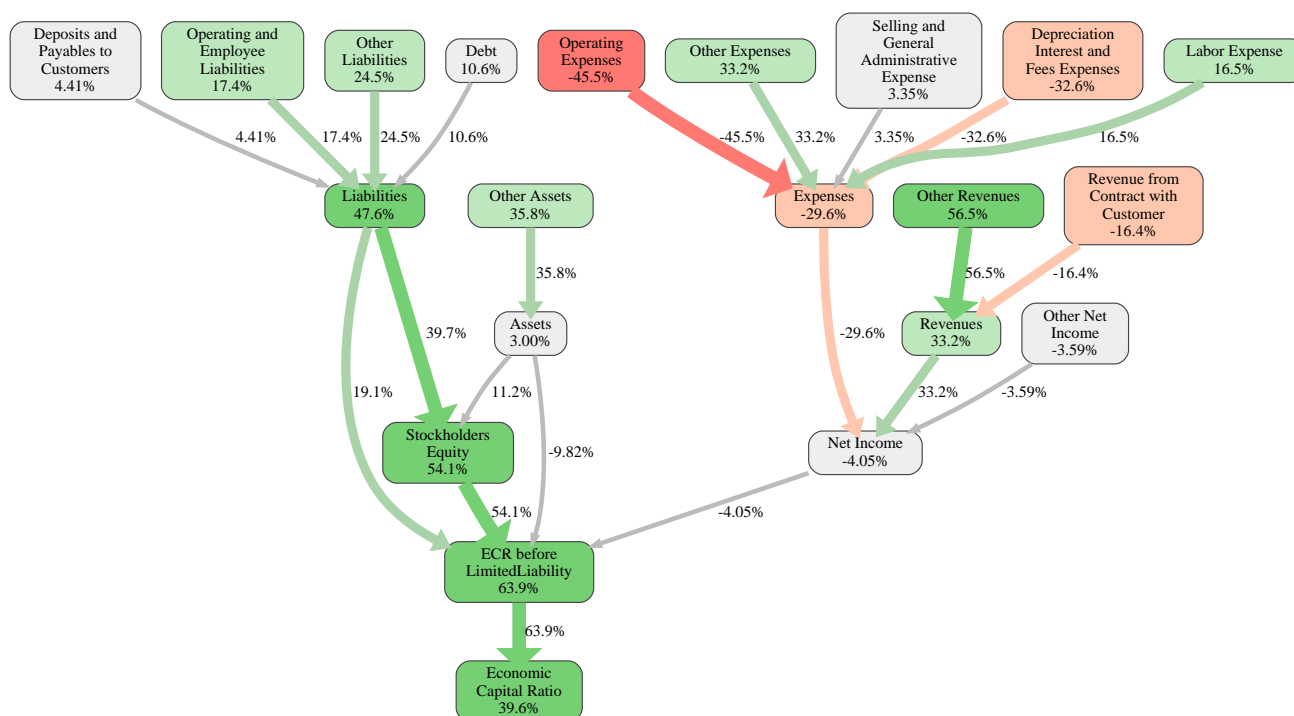 Deposits and
Payables to
Customers
4.41%
Operating and
Employee
Liabilities
17.4%
Other
Liabilities
24.5%
Debt
10.6%
Operating
Expenses
-45.5%
Other Expenses
33.2%
Selling and
General
Administrative
Expense
3.35%
Depreciation
Interest and
Fees Expenses
-32.6%
Labor Expense
16.5%
4.41%
17.4%
24.5%
10.6%
-45.5%
33.2%
3.35%
-32.6%
16.5%
Liabilities
47.6%
Other Assets
35.8%
Expenses
-29.6%
Other Revenues
56.5%
Revenue from
Contract with
Customer
-16.4%
35.8%
56.5%
-16.4%
39.7%
Assets
3.00%
-29.6%
Revenues
33.2%
Other Net
Income
-3.59%
19.1%
11.2%
33.2%
-3.59%
Stockholders
Equity
54.1%
-9.82%
Net Income
-4.05%
54.1%
-4.05%
ECR before
LimitedLiability
63.9%
63.9%
Economic
Capital Ratio
39.6%